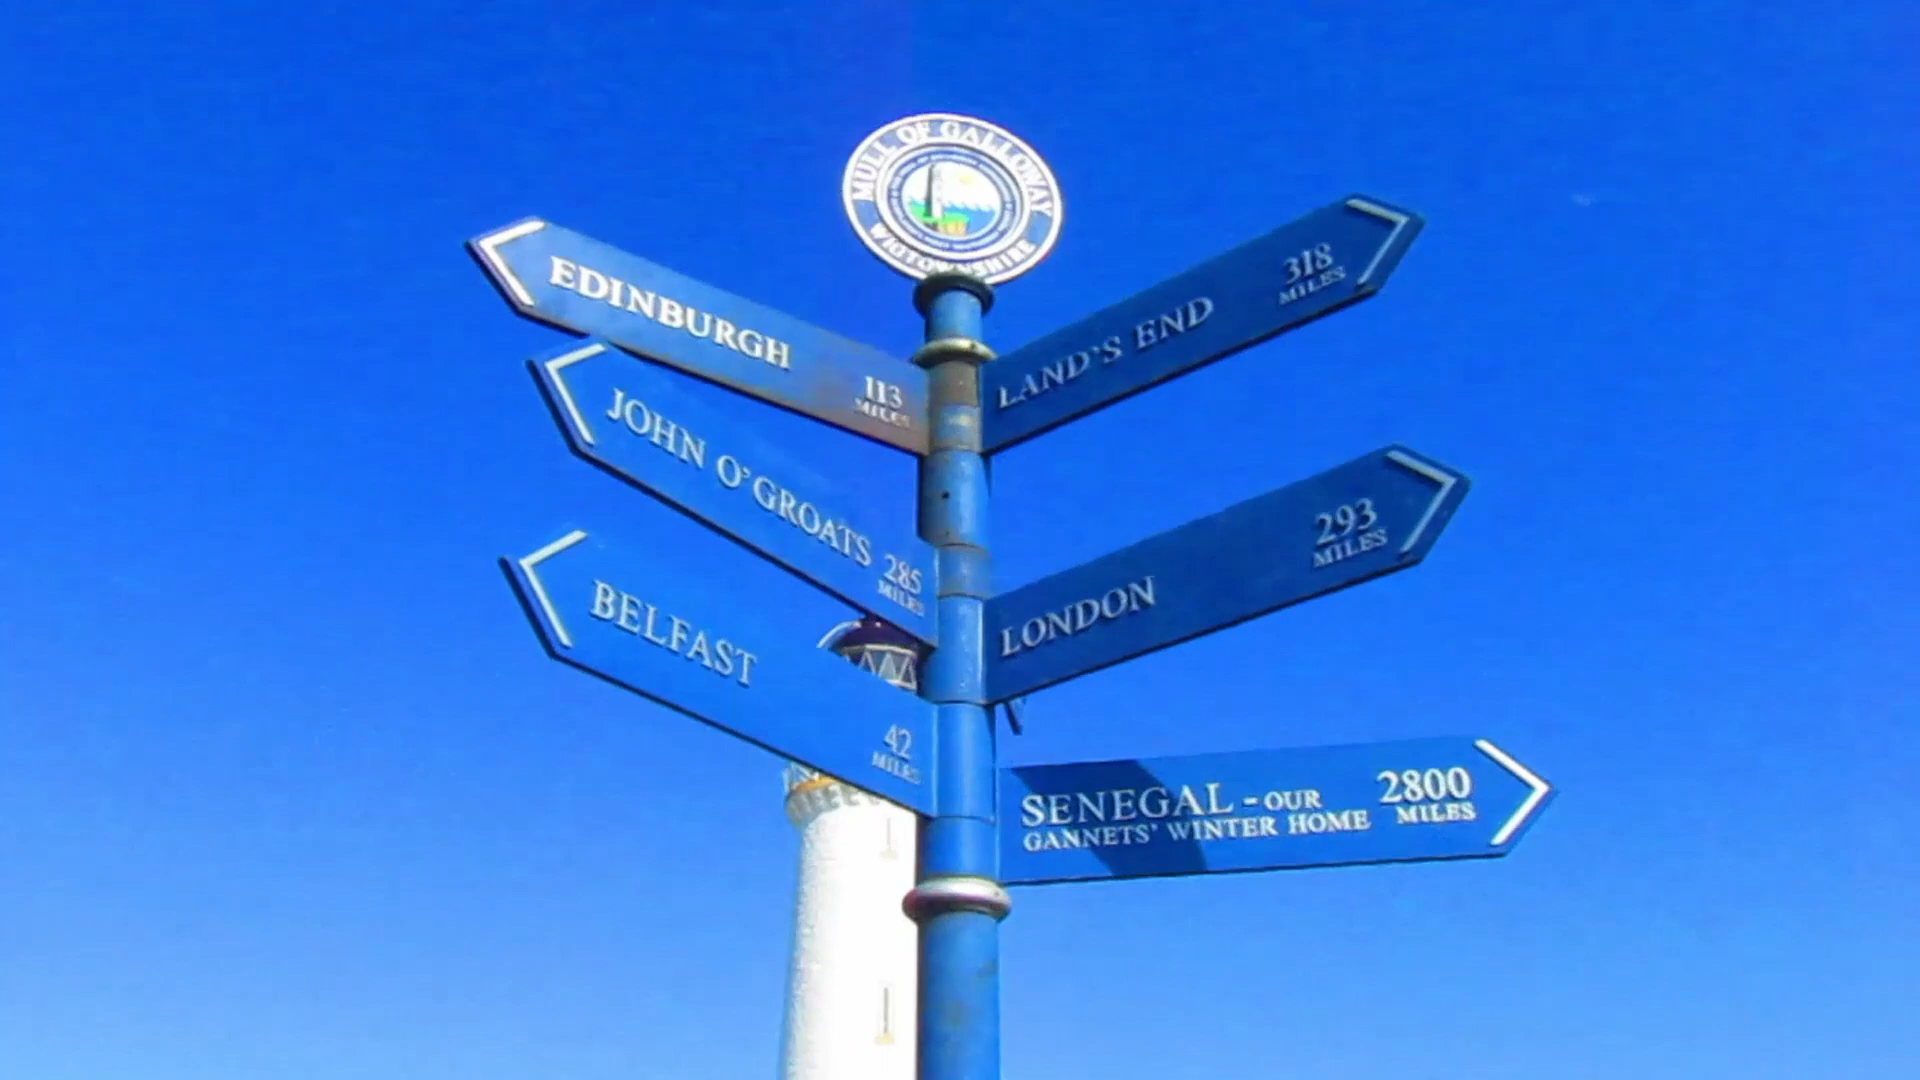 MULL OF GALLOWAY
WIGTOWNSHIRE
EDINBURGH
113
MILES
LAND'S END
318
MILES
JOHN O'GROATS
285
MILES
LONDON
293
MILES
BELFAST
42
MILES
SENEGAL - OUR
GANNETS' WINTER HOME
2800
MILES